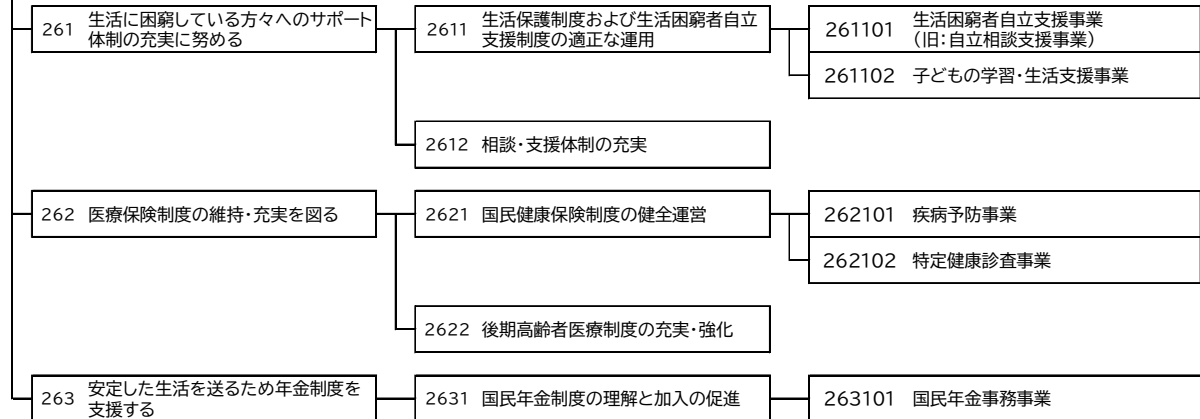 261 生活に困窮している方々へのサポート
体制の充実に努める
2611 生活保護制度および生活困窮者自立
支援制度の適正な運用
261101 生活困窮者自立支援事業
(旧:自立相談支援事業)
261102 子どもの学習・生活支援事業
2612 相談・支援体制の充実
262 医療保険制度の維持・充実を図る
2621 国民健康保険制度の健全運営
262101 疾病予防事業
262102 特定健康診査事業
2622 後期高齢者医療制度の充実・強化
263 安定した生活を送るため年金制度を
支援する
2631 国民年金制度の理解と加入の促進
263101 国民年金事務事業